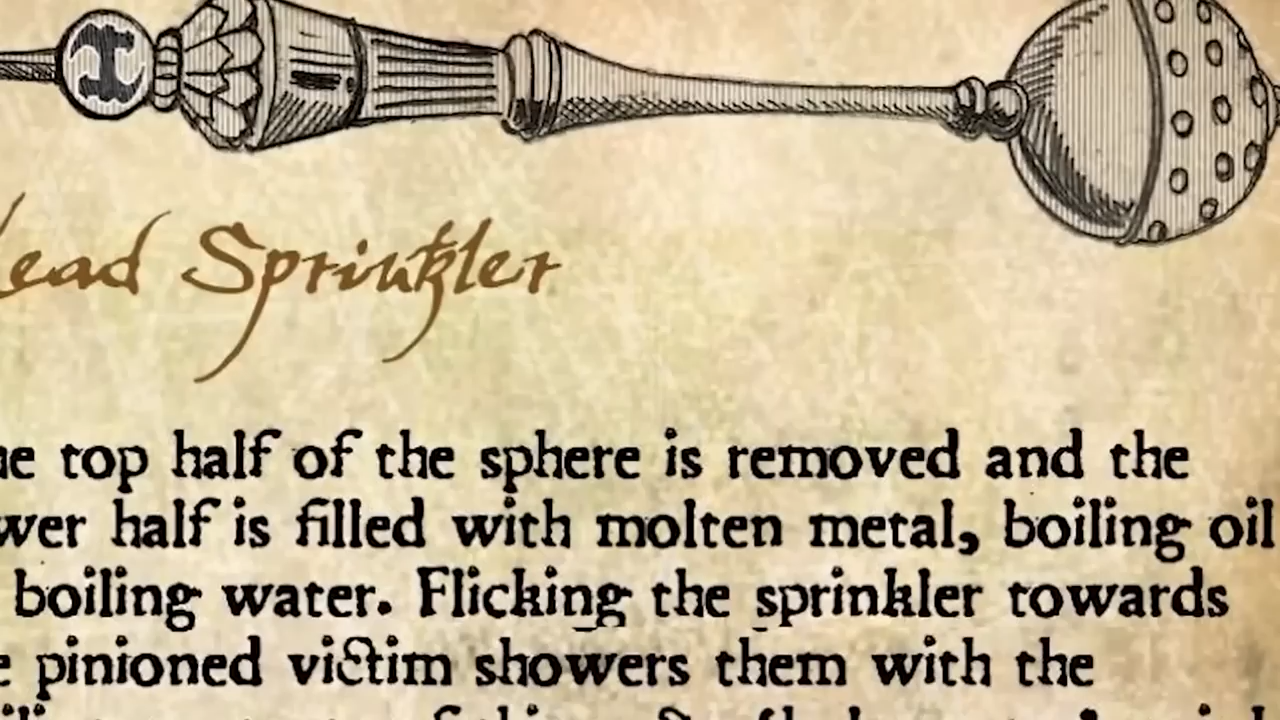 ead Sprinkler
e top half of the sphere is removed and the
wer half is filled with molten metal, boiling oil
boiling water. Flicking the sprinkler towards
e pinioned victim showers them with the